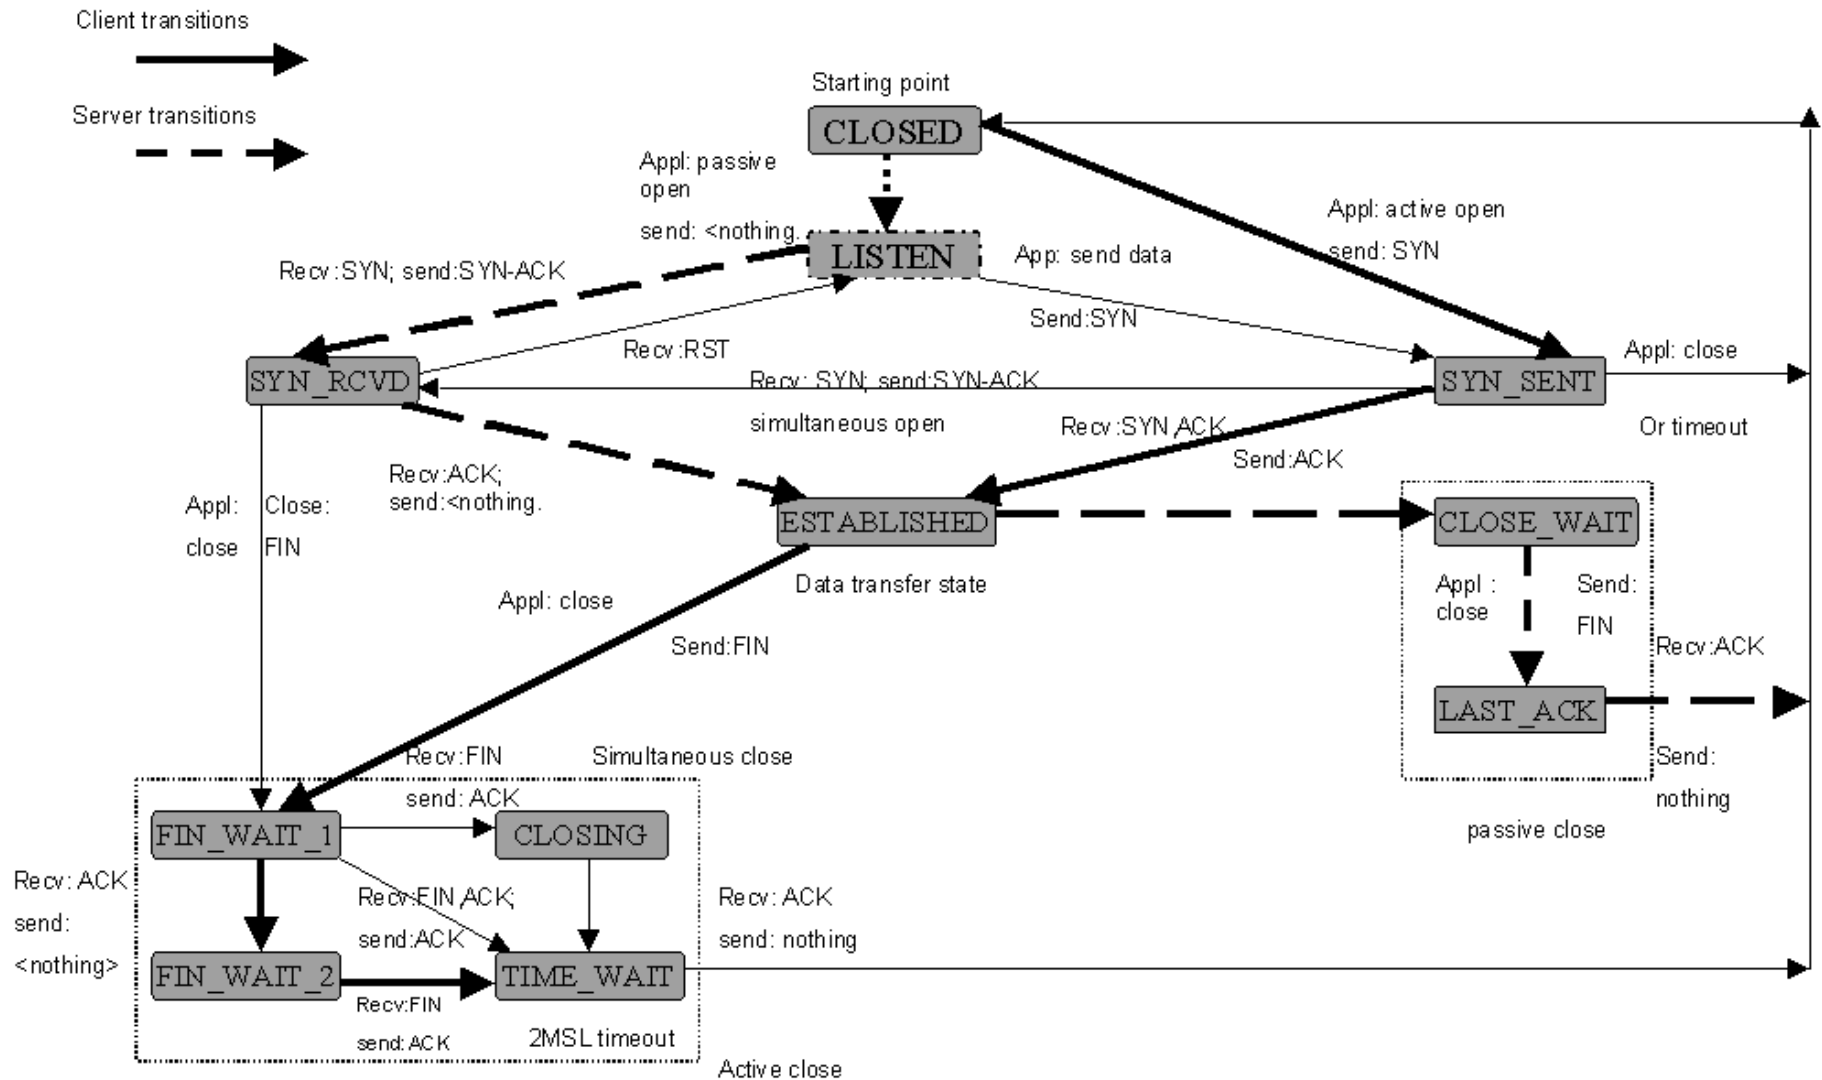 Client transitions
Server transitions
Starting point
CLOSED
Appl: passive
open
send: <nothing.
LISTEN
App: send data
Appl: active open
send: SYN
Recv:SYN; send:SYN-ACK
Send:SYN
Recv:RST
SYN_RCVD
Recv: SYN; send:SYN-ACK
simultaneous open
SYN_SENT
Appl: close
Or timeout
Recv:SYN,ACK
Send:ACK
Recv:ACK;
send:<nothing.
Appl:
close
Close:
FIN
ESTABLISHED
Data transfer state
CLOSE_WAIT
Appl :
close
Send:
FIN
Recv:ACK
LAST_ACK
Send:
nothing
passive close
Appl: close
Send:FIN
Recv:FIN
send: ACK
Simultaneous close
FIN_WAIT_1
CLOSING
Recv: ACK
send:
<nothing>
Recv:FIN,ACK;
send:ACK
Recv: ACK
send: nothing
FIN_WAIT_2
TIME_WAIT
Recv:FIN
send:ACK
2MSL timeout
Active close